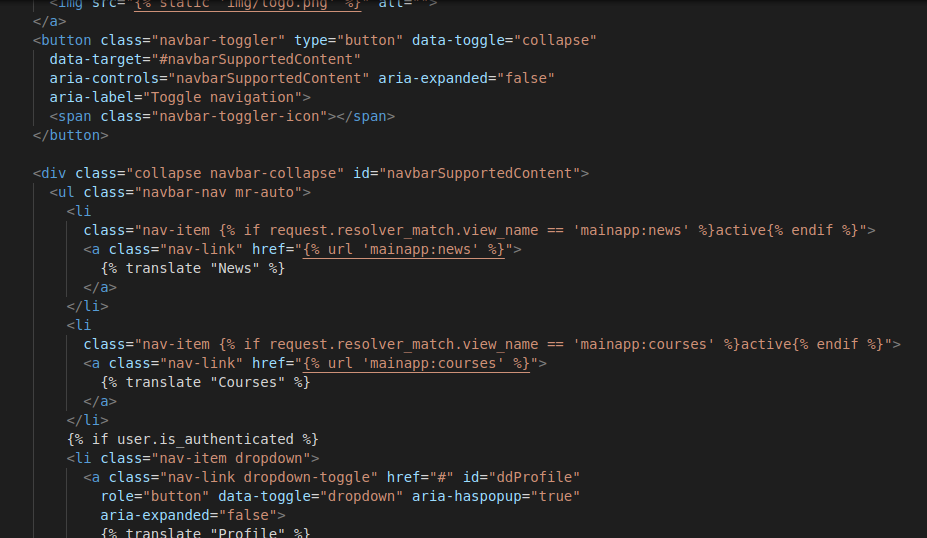 <img src="{% static 'img/logo.png' %}" alt="">
</a>
<button class="navbar-toggler" type="button" data-toggle="collapse"
data-target="#navbarSupportedContent"
aria-controls="navbarSupportedContent" aria-expanded="false"
aria-label="Toggle navigation">
<span class="navbar-toggler-icon"></span>
</button>
<div class="collapse navbar-collapse" id="navbarSupportedContent">
<ul class="navbar-nav mr-auto">
<li
class="nav-item {% if request.resolver_match.view_name == 'mainapp:news' %}active{% endif %}">
<a class="nav-link" href="{% url 'mainapp:news' %}">
{% translate "News" %}
</a>
</li>
<li
class="nav-item {% if request.resolver_match.view_name == 'mainapp:courses' %}active{% endif %}">
<a class="nav-link" href="{% url 'mainapp:courses' %}">
{% translate "Courses" %}
</a>
</li>
{% if user.is_authenticated %}
<li class="nav-item dropdown">
<a class="nav-link dropdown-toggle" href="#" id="ddProfile"
role="button" data-toggle="dropdown" aria-haspopup="true"
aria-expanded="false">
{% translate "Profile" %}